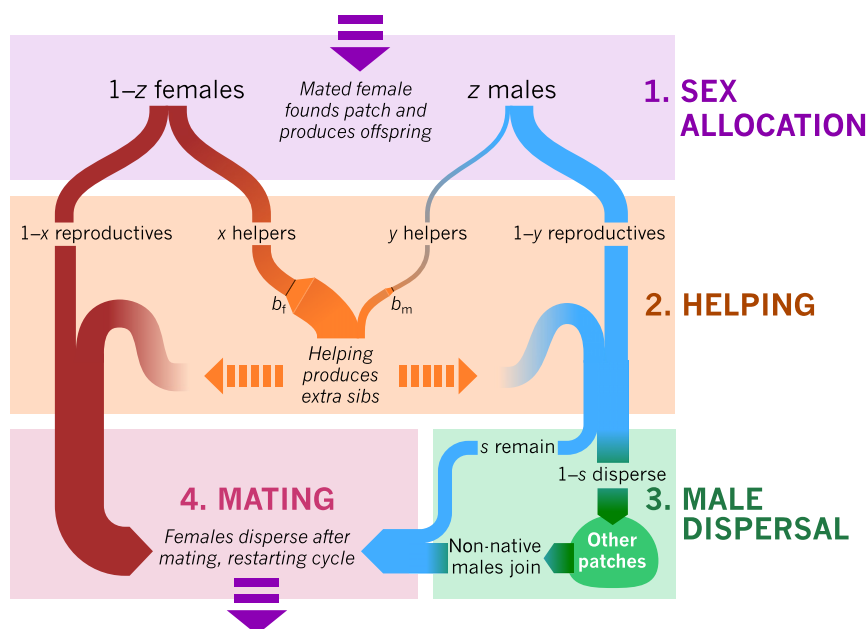 1–z females
Mated female
founds patch and
produces offspring
z males
1. SEX
ALLOCATION
1–x reproductives
x helpers
y helpers
1–y reproductives
bf
bm
2. HELPING
Helping
produces
extra sibs
s remain
1–s disperse
3. MALE
DISPERSAL
4. MATING
Females disperse after
mating, restarting cycle
Non-native
males join
Other
patches